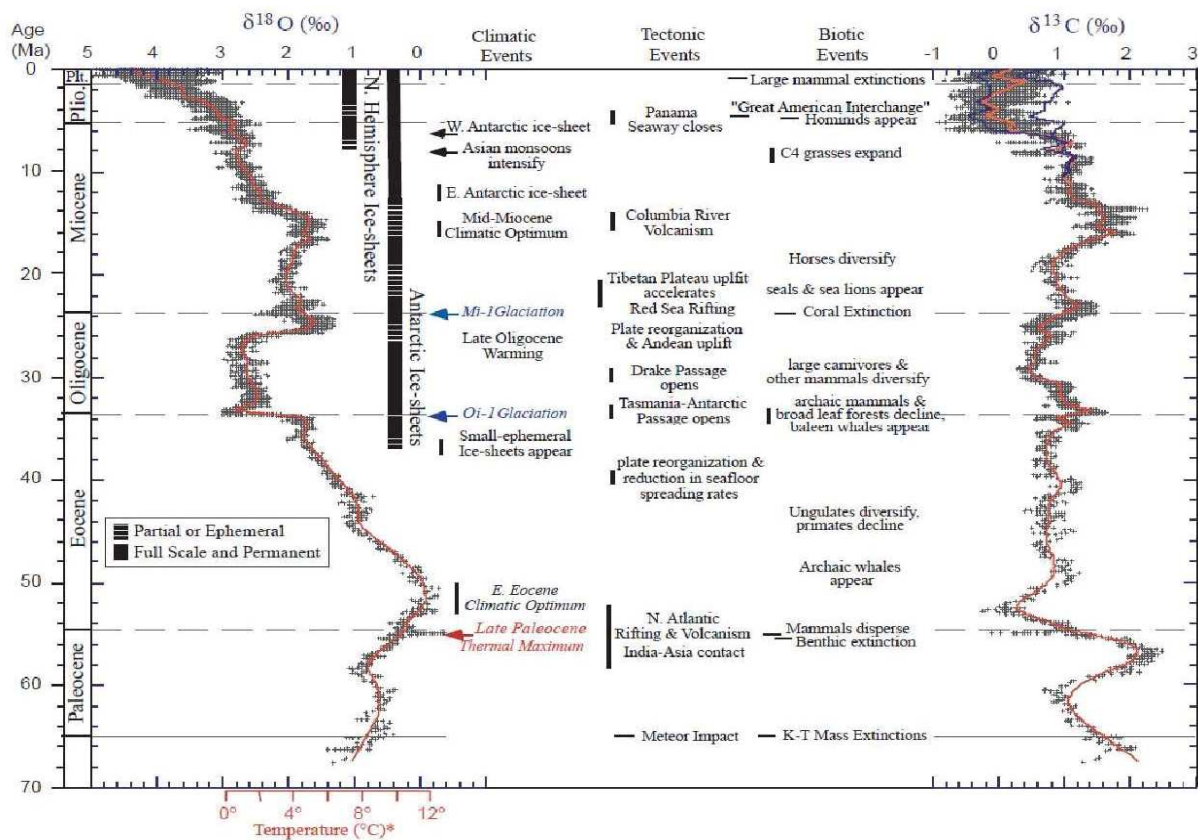 Age
(Ma)
δ18 O (‰)
5 4 3 2 1 0
Climatic
Events
Tectonic
Events
Biotic
Events
δ13 C (‰)
-1 0 1 2 3
0
10
20
30
40
50
60
70
Plt.
Plio.
Miocene
Oligocene
Eocene
Paleocene
N. Hemisphere Ice-sheets
Antarctic Ice-sheets
W. Antarctic ice-sheet
Asian monsoons
intensify
E. Antarctic ice-sheet
Mid-Miocene
Climatic Optimum
Mi-1Glaciation
Late Oligocene
Warming
Oi-1Glaciation
Small-ephemeral
Ice-sheets appear
E. Eocene
Climatic Optimum
Late Paleocene
Thermal Maximum
Panama
Seaway closes
Columbia River
Volcanism
Tibetan Plateau uplfit
accelerates
Red Sea Rifting
Plate reorganization
& Andean uplift
Drake Passage
opens
Tasmania-Antarctic
Passage opens
plate reorganization &
reduction in seafloor
spreading rates
N. Atlantic
Rifting & Volcanism
India-Asia contact
Meteor Impact
Large mammal extinctions
"Great American Interchange"
Hominids appear
C4 grasses expand
Horses diversify
seals & sea lions appear
Coral Extinction
large carnivores &
other mammals diversify
archaic mammals &
broad leaf forests decline,
baleen whales appear
Ungulates diversify,
primates decline
Archaic whales
appear
Mammals disperse
Benthic extinction
K-T Mass Extinctions
Partial or Ephemeral
Full Scale and Permanent
0° 4° 8° 12°
Temperature (°C)*